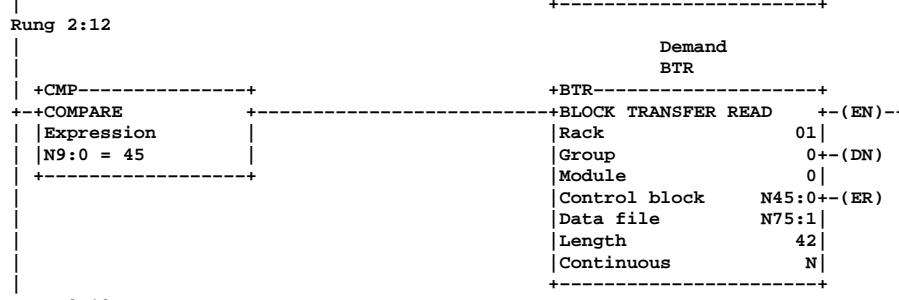 Rung 2:12
Demand
BTR
+CMP---------------+ +BTR---------------------+
+-+COMPARE +---------------------------+BLOCK TRANSFER READ +-(EN)-
|Expression | |Rack 01|
|N9:0 = 45 | |Group 0+-(DN)
+------------------+ |Module 0|
|Control block N45:0+-(ER)
|Data file N75:1|
|Length 42|
|Continuous N|
+------------------------+